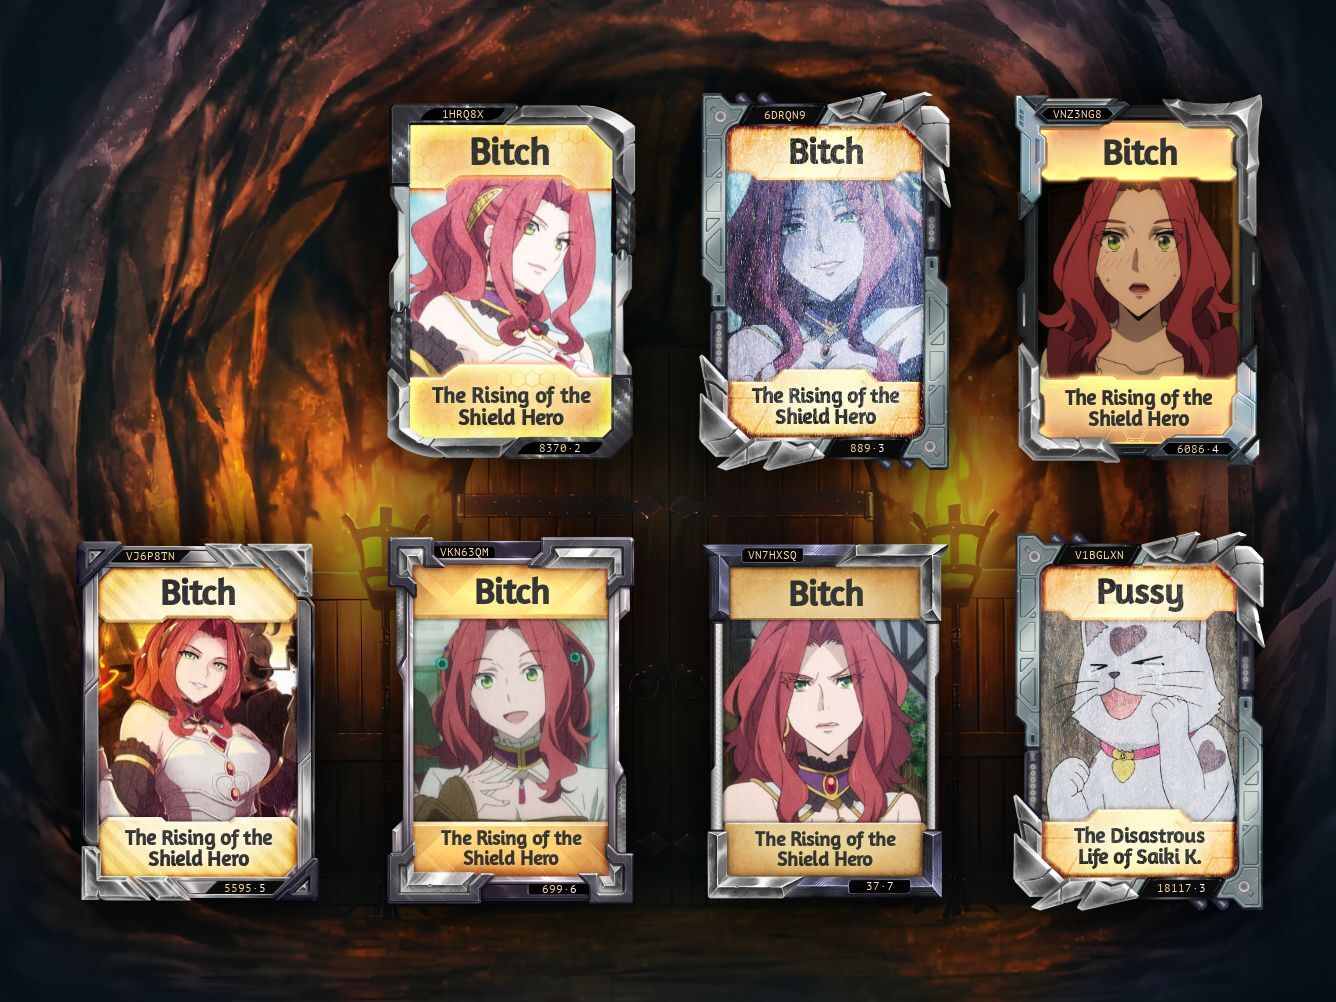 1HRQ8X
Bitch
The Rising of the
Shield Hero
8370·2
6DRQN9
Bitch
The Rising of the
Shield Hero
889·3
VNZ3NG8
Bitch
The Rising of the
Shield Hero
6086·4
VJ6P8TN
Bitch
The Rising of the
Shield Hero
5595·5
VKN63QM
Bitch
The Rising of the
Shield Hero
699·6
VN7HXSQ
Bitch
The Rising of the
Shield Hero
37·7
V1BGLXN
Pussy
The Disastrous
Life of Saiki K.
18117·3